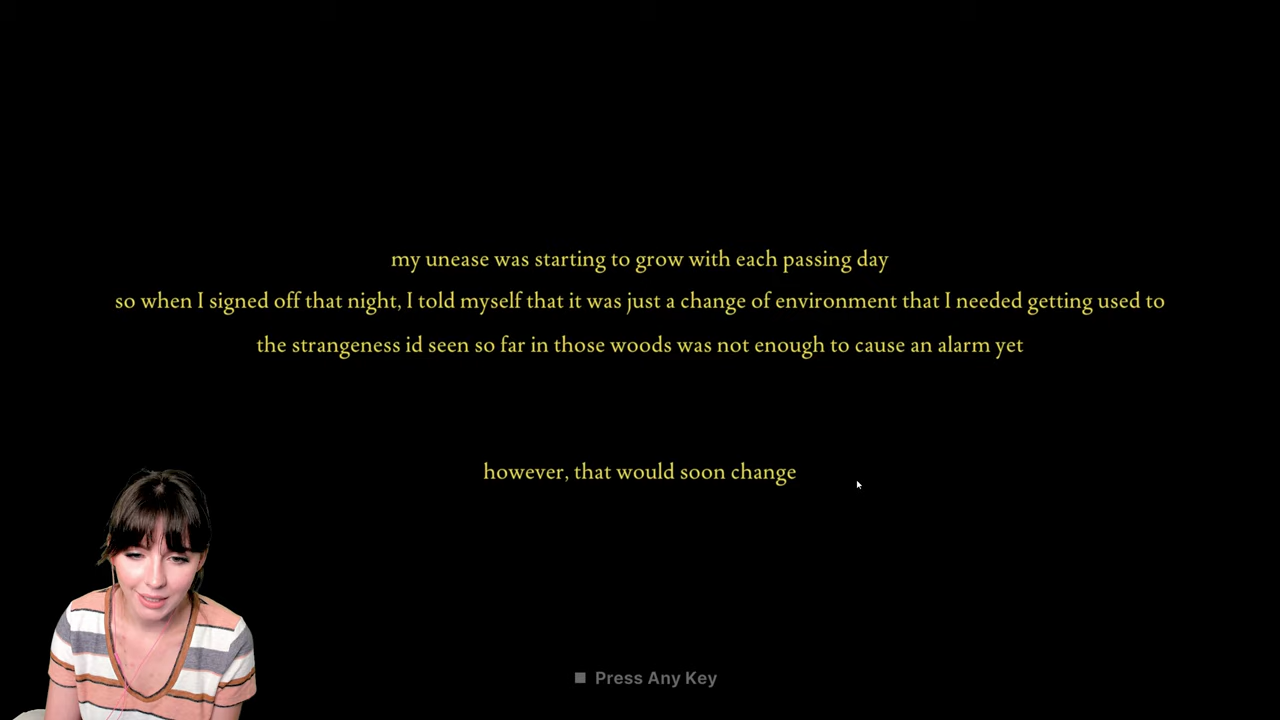 my unease was starting to grow with each passing day
so when I signed off that night, I told myself that it was just a change of environment that I needed getting used to
the strangeness id seen so far in those woods was not enough to cause an alarm yet
however, that would soon change
Press Any Key